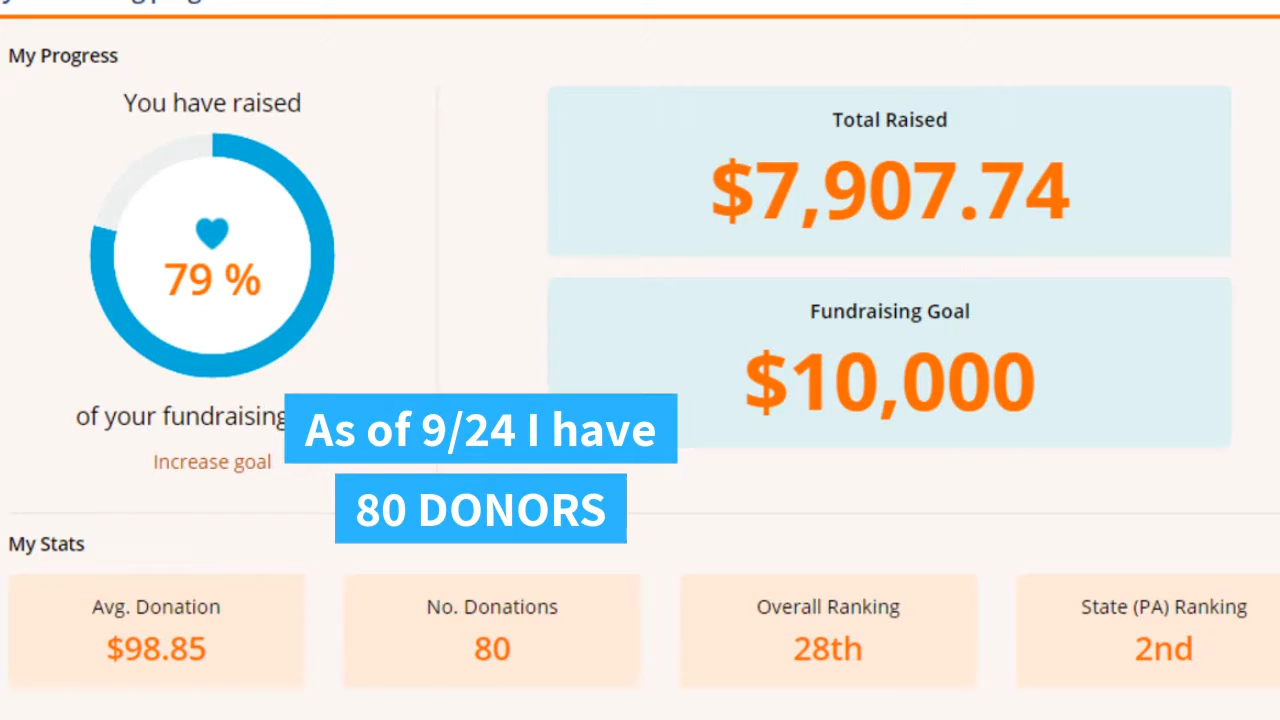 My Progress
You have raised
79 %
of your fundraising
Increase goal
Total Raised
$7,907.74
Fundraising Goal
$10,000
As of 9/24 I have
80 DONORS
My Stats
Avg. Donation
$98.85
No. Donations
80
Overall Ranking
28th
State (PA) Ranking
2nd